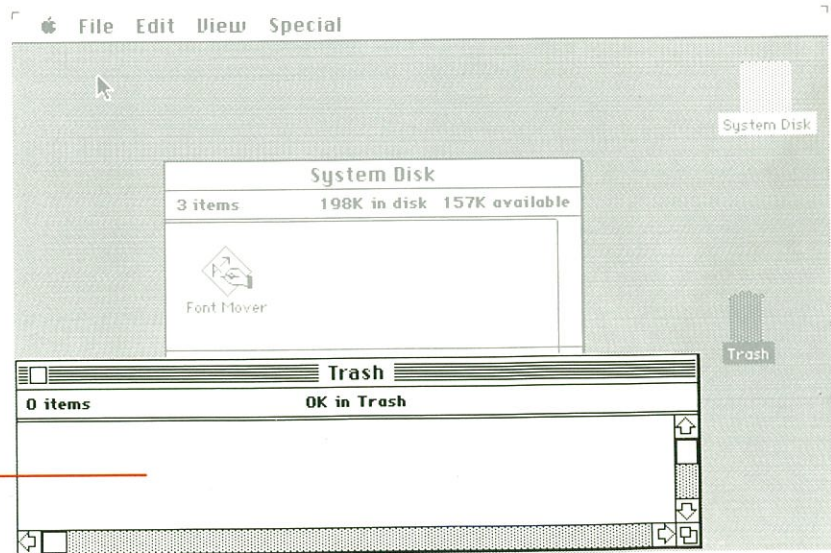 File Edit View Special
System Disk
System Disk
3 items 198K in disk 157K available
Font Mover
Trash
Trash
0 items 0K in Trash